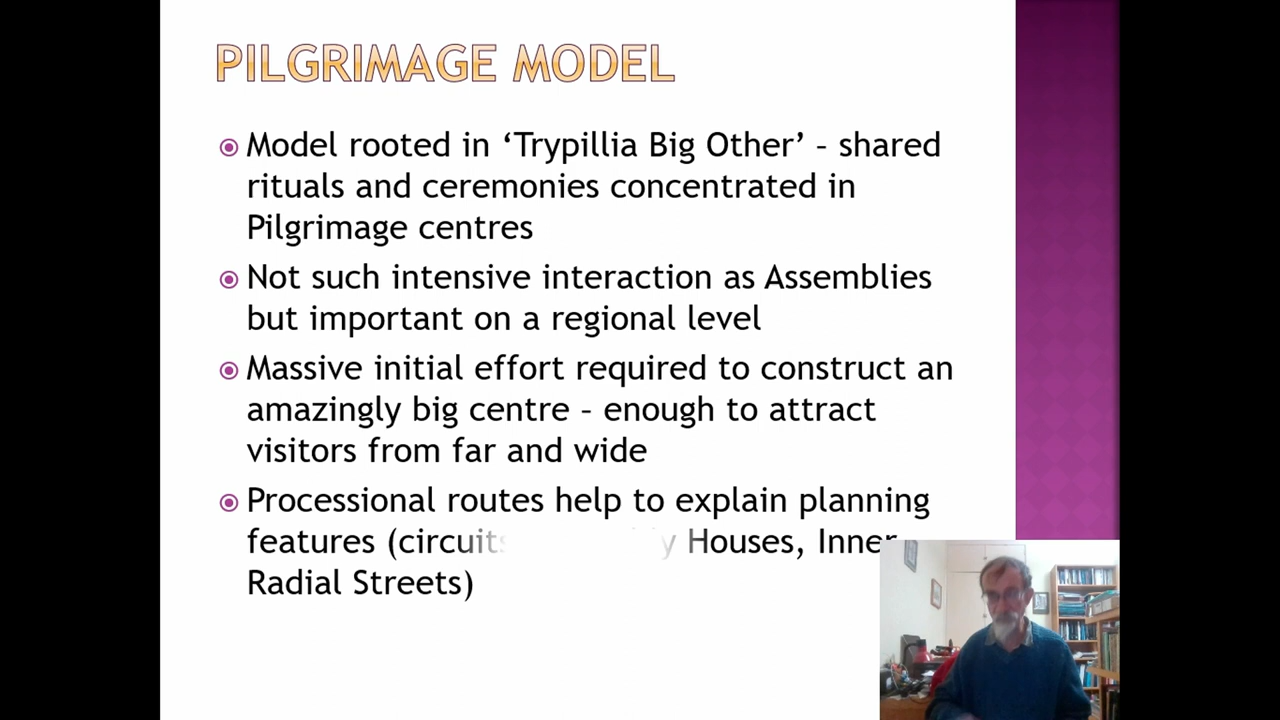 PILGRIMAGE MODEL
Model rooted in ‘Trypillia Big Other’ – shared
rituals and ceremonies concentrated in
Pilgrimage centres
Not such intensive interaction as Assemblies
but important on a regional level
Massive initial effort required to construct an
amazingly big centre – enough to attract
visitors from far and wide
Processional routes help to explain planning
features (circuits Houses, Inner
Radial Streets)